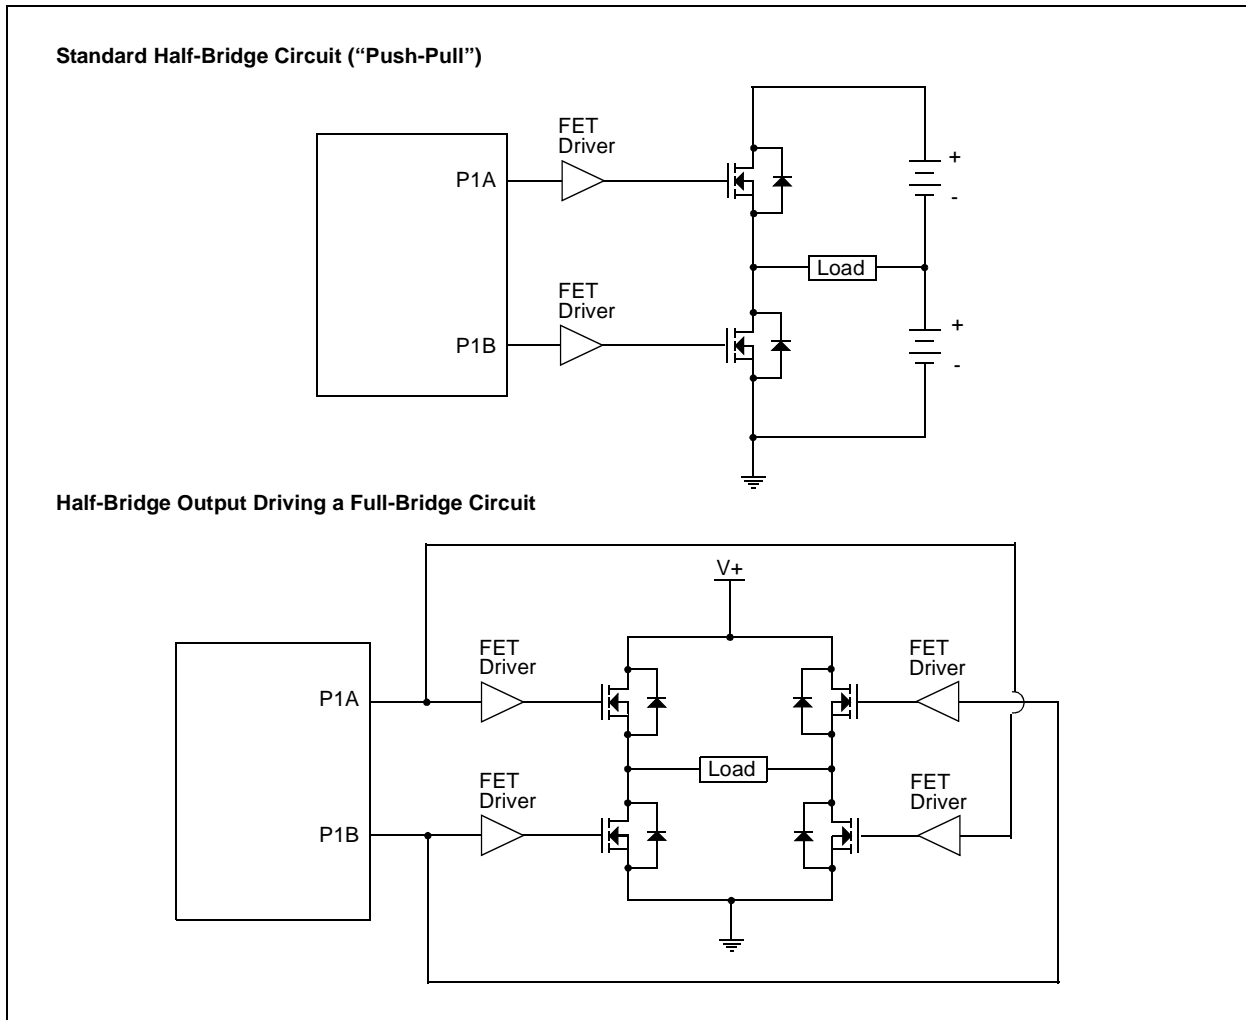 Standard Half-Bridge Circuit (“Push-Pull”)
FET
Driver
P1A
+
-
Load
FET
Driver
P1B
+
-
Half-Bridge Output Driving a Full-Bridge Circuit
V+
FET
Driver
FET
Driver
P1A
Load
FET
Driver
FET
Driver
P1B